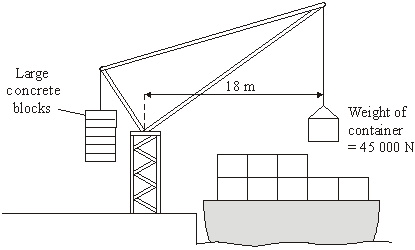 Large
concrete
blocks
18 m
Weight of
container
= 45 000 N